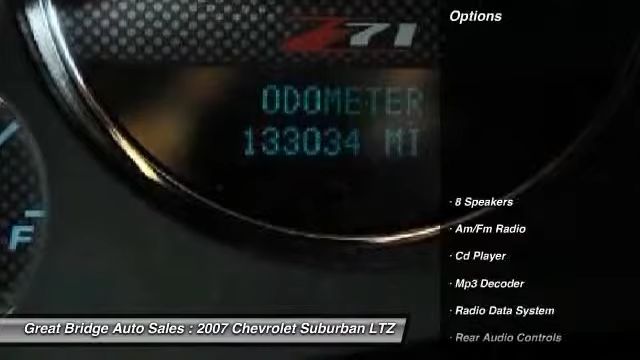 Z71
ODOMETER
133034 MI
F
Options
· 8 Speakers
· Am/Fm Radio
· Cd Player
· Mp3 Decoder
· Radio Data System
· Rear Audio Controls
Great Bridge Auto Sales : 2007 Chevrolet Suburban LTZ